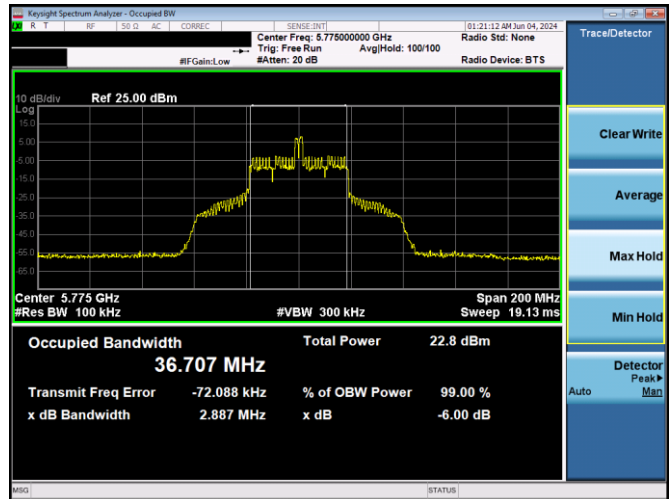 Keysight Spectrum Analyzer - Occupied BW
R T RF 50 Ω AC CORREC SENSE:INT 01:21:12 AM Jun 04, 2024
Center Freq: 5.775000000 GHz Radio Std: None
Trig: Free Run Avg|Hold: 100/100
#IFGain:Low #Atten: 20 dB Radio Device: BTS
Trace/Detector
10 dB/div Ref 25.00 dBm
Log
15.0
5.00
-5.00
-15.0
-25.0
-35.0
-45.0
-55.0
-65.0
Center 5.775 GHz Span 200 MHz
#Res BW 100 kHz #VBW 300 kHz Sweep 19.13 ms
Occupied Bandwidth Total Power 22.8 dBm
36.707 MHz
Transmit Freq Error -72.088 kHz % of OBW Power 99.00 %
x dB Bandwidth 2.887 MHz x dB -6.00 dB
Clear Write
Average
Max Hold
Min Hold
Detector
Peak▶
Auto Man
MSG STATUS